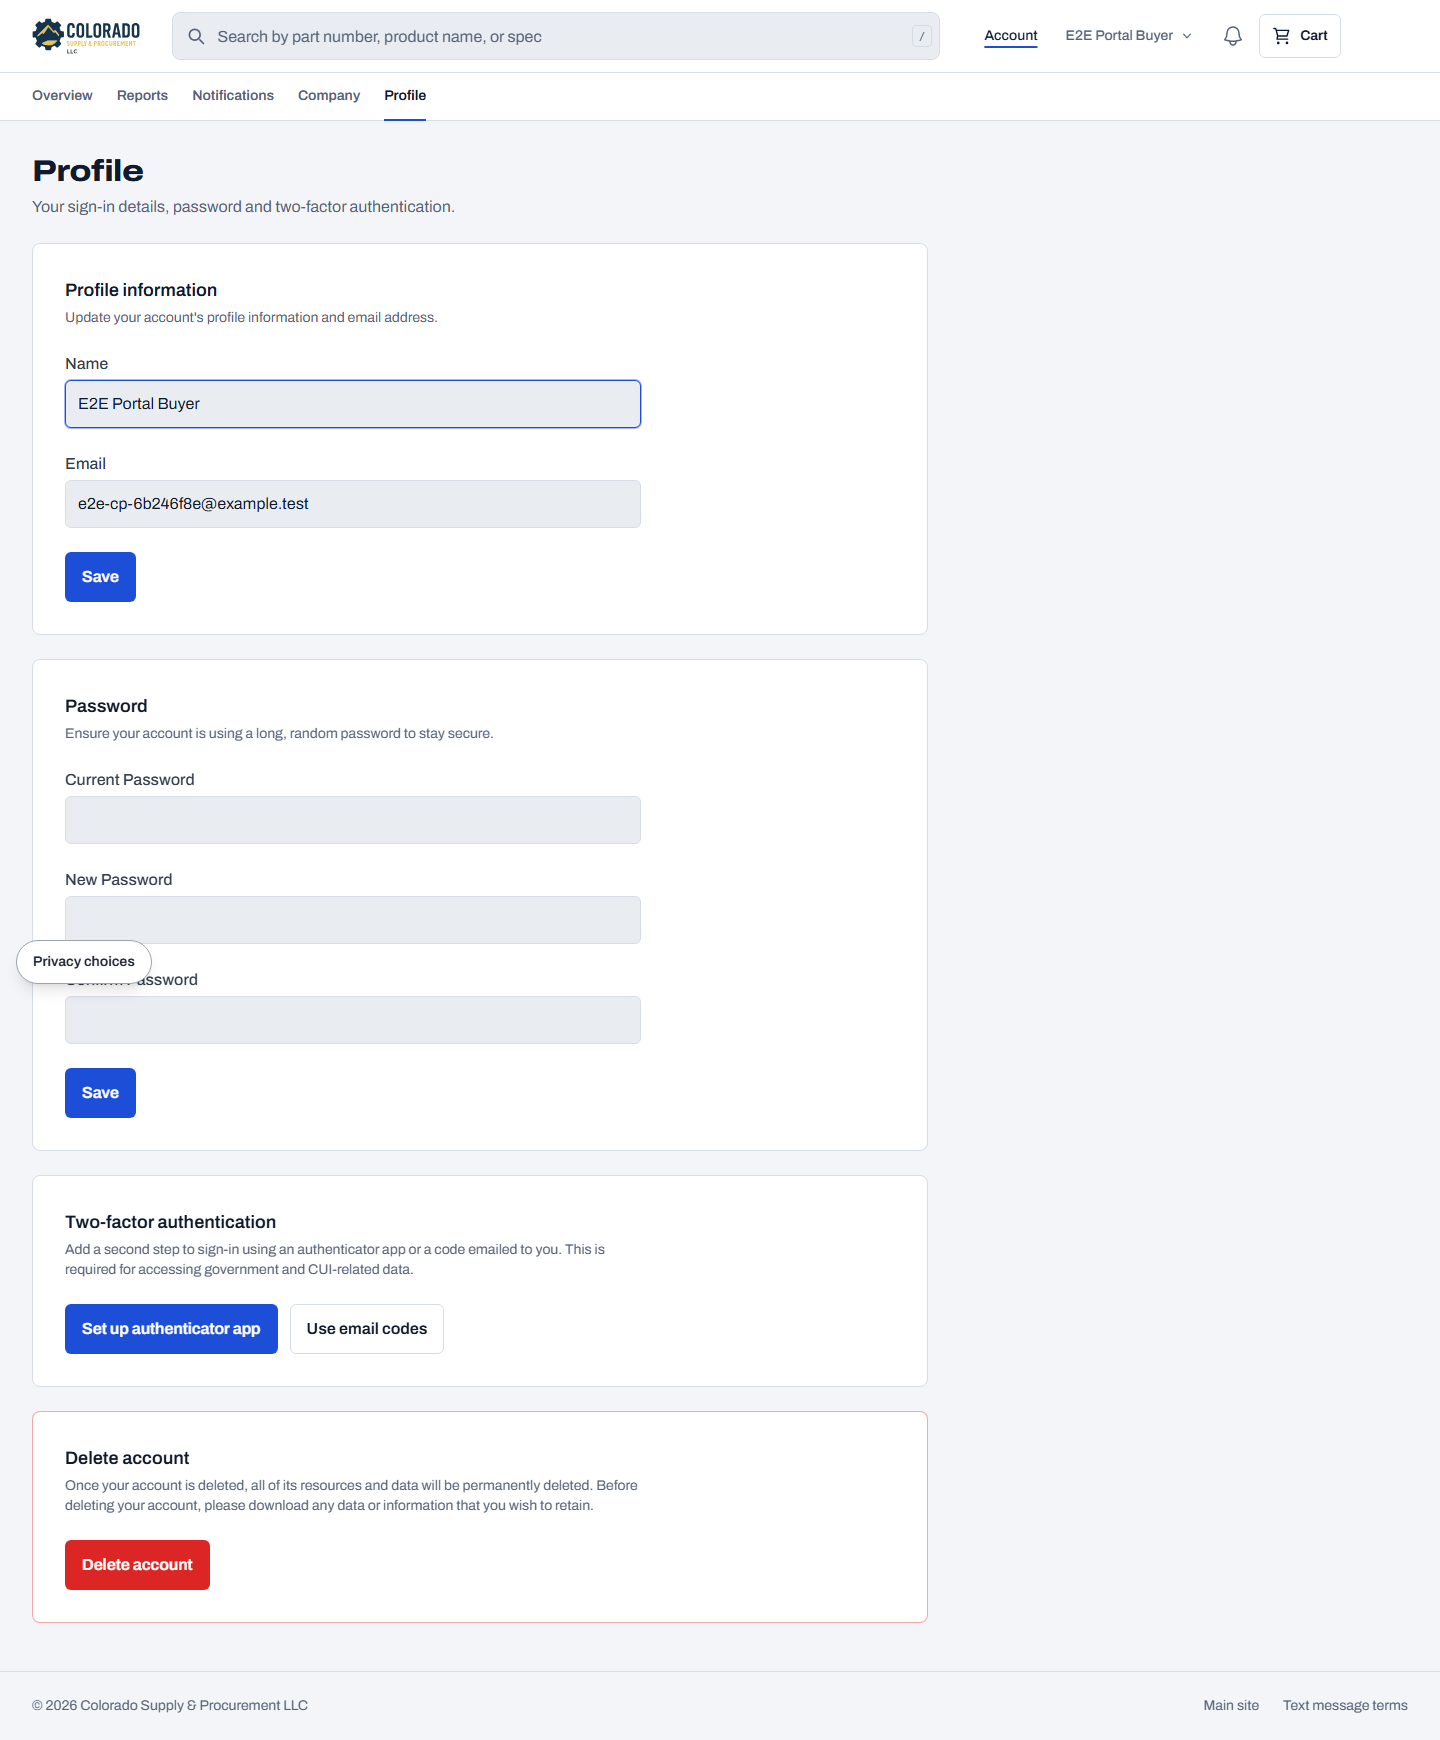 COLORADO
SUPPLY & PROCUREMENT
LLC
Search by part number, product name, or spec
/
Account
E2E Portal Buyer
Cart
Overview
Reports
Notifications
Company
Profile
Profile
Your sign-in details, password and two-factor authentication.
Profile information
Update your account's profile information and email address.
Name
E2E Portal Buyer
Email
e2e-cp-6b246f8e@example.test
Save
Password
Ensure your account is using a long, random password to stay secure.
Current Password
New Password
Privacy choices
assword
Save
Two-factor authentication
Add a second step to sign-in using an authenticator app or a code emailed to you. This is
required for accessing government and CUI-related data.
Set up authenticator app
Use email codes
Delete account
Once your account is deleted, all of its resources and data will be permanently deleted. Before
deleting your account, please download any data or information that you wish to retain.
Delete account
© 2026 Colorado Supply & Procurement LLC
Main site
Text message terms